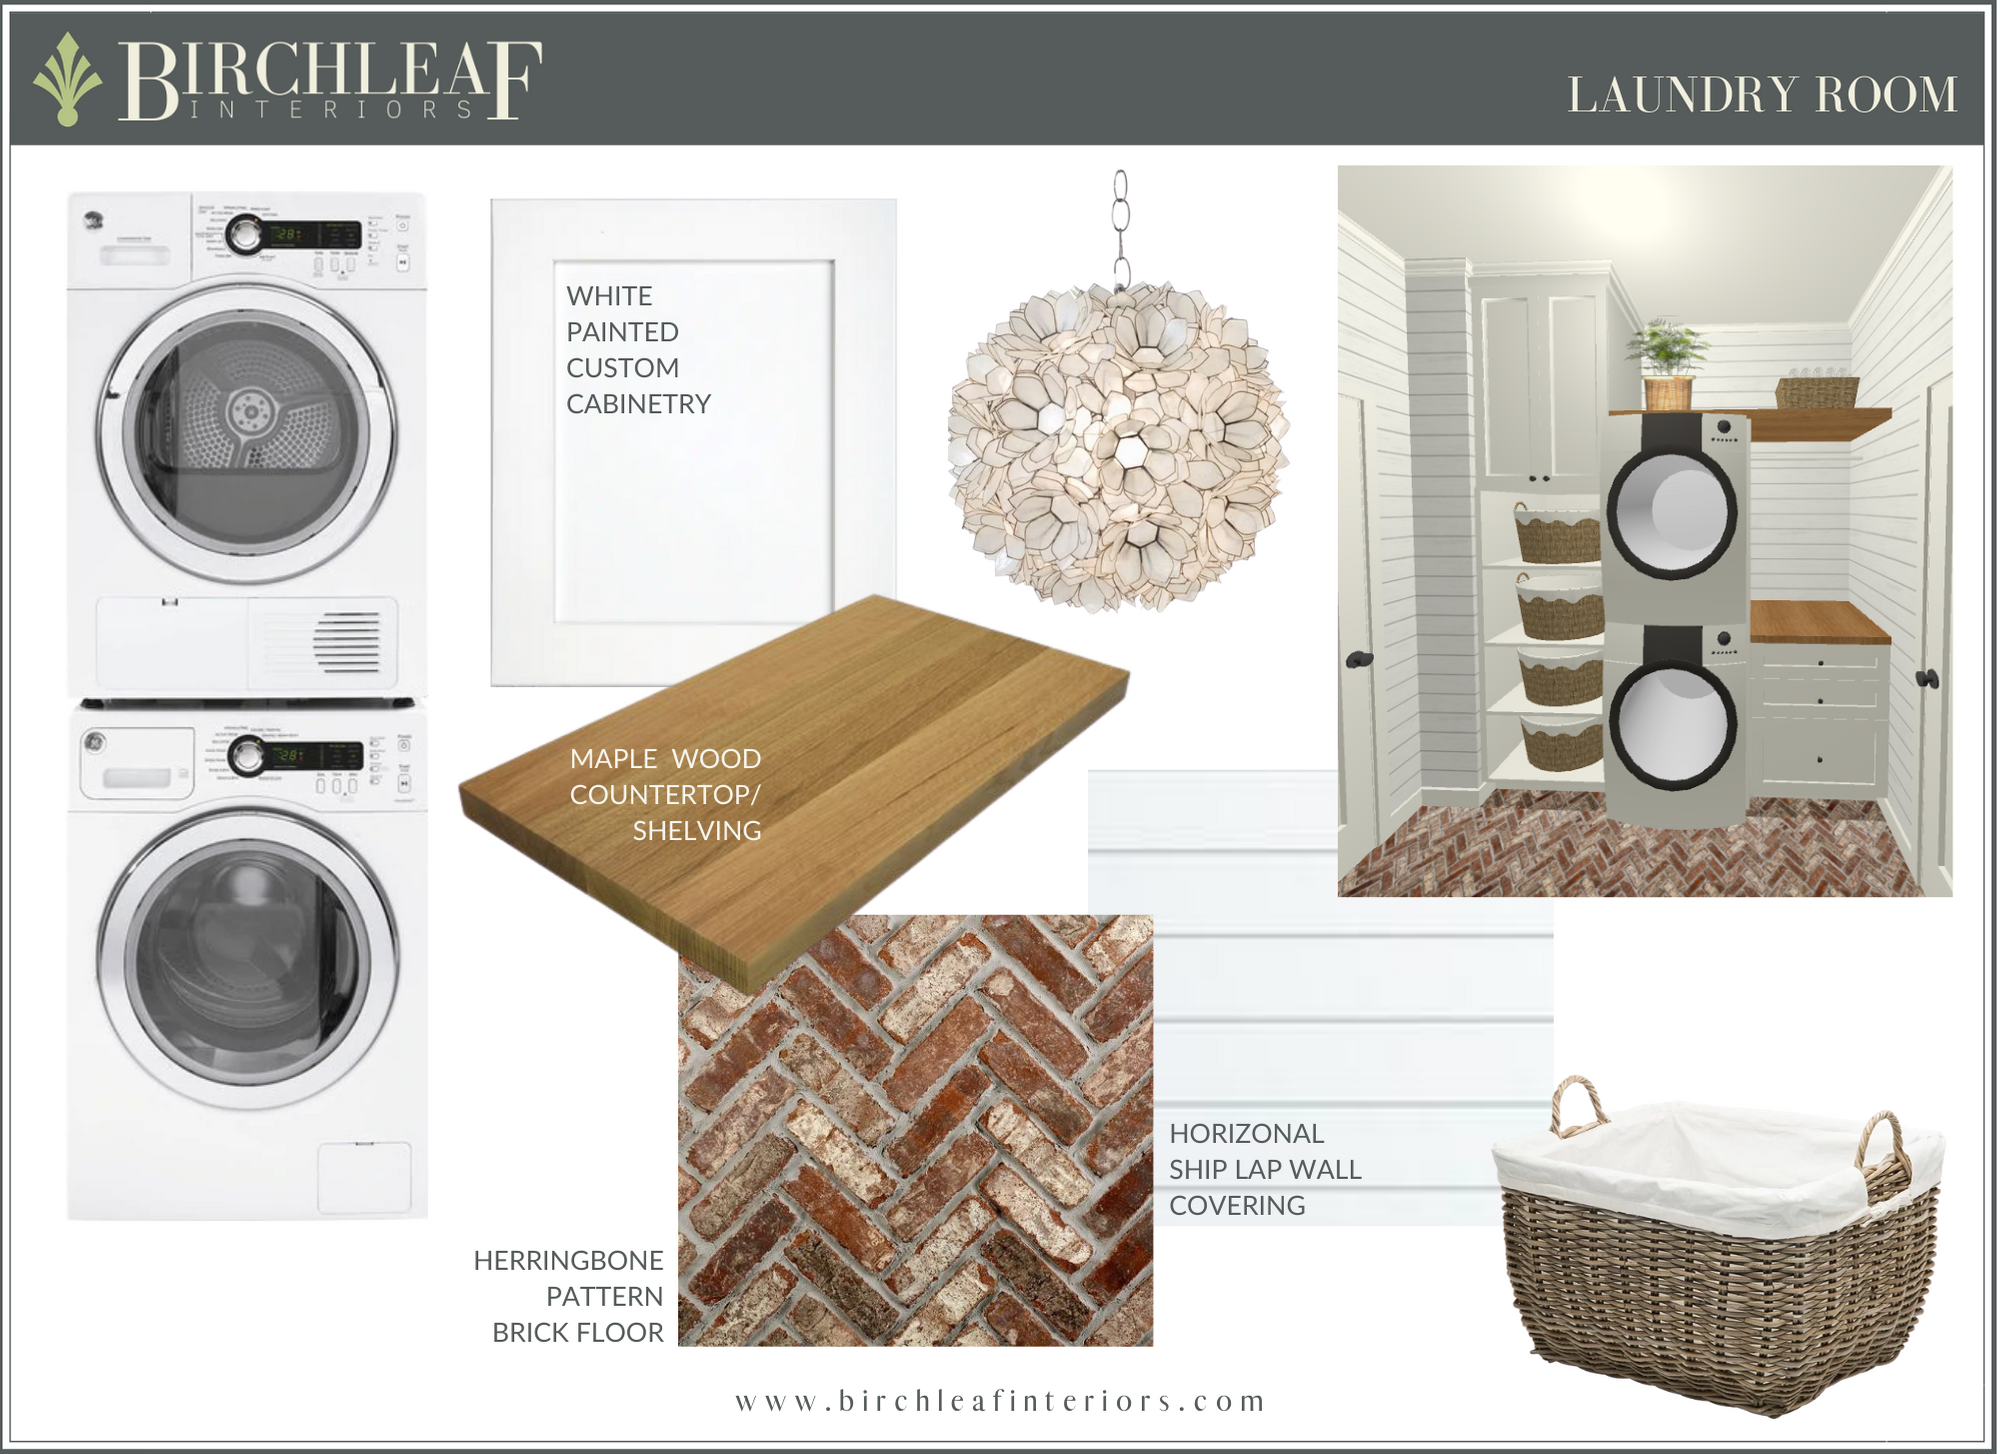 BIRCHLEAF
INTERIORS
LAUNDRY ROOM
WHITE
PAINTED
CUSTOM
CABINETRY
MAPLE WOOD
COUNTERTOP/
SHELVING
HORIZONAL
SHIP LAP WALL
COVERING
HERRINGBONE
PATTERN
BRICK FLOOR
www.birchleafinteriors.com